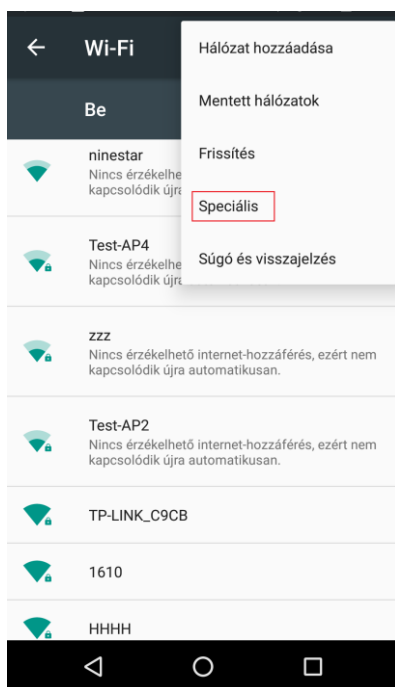 Wi-Fi
Hálózat hozzáadása
Mentett hálózatok
Frissítés
Speciális
Súgó és visszajelzés
Be
ninestar
Nincs érzékelhe
kapcsolódik újra
Test-AP4
Nincs érzékelhe
kapcsolódik újra
zzz
Nincs érzékelhető internet-hozzáférés, ezért nem
kapcsolódik újra automatikusan.
Test-AP2
Nincs érzékelhető internet-hozzáférés, ezért nem
kapcsolódik újra automatikusan.
TP-LINK_C9CB
1610
HHHH